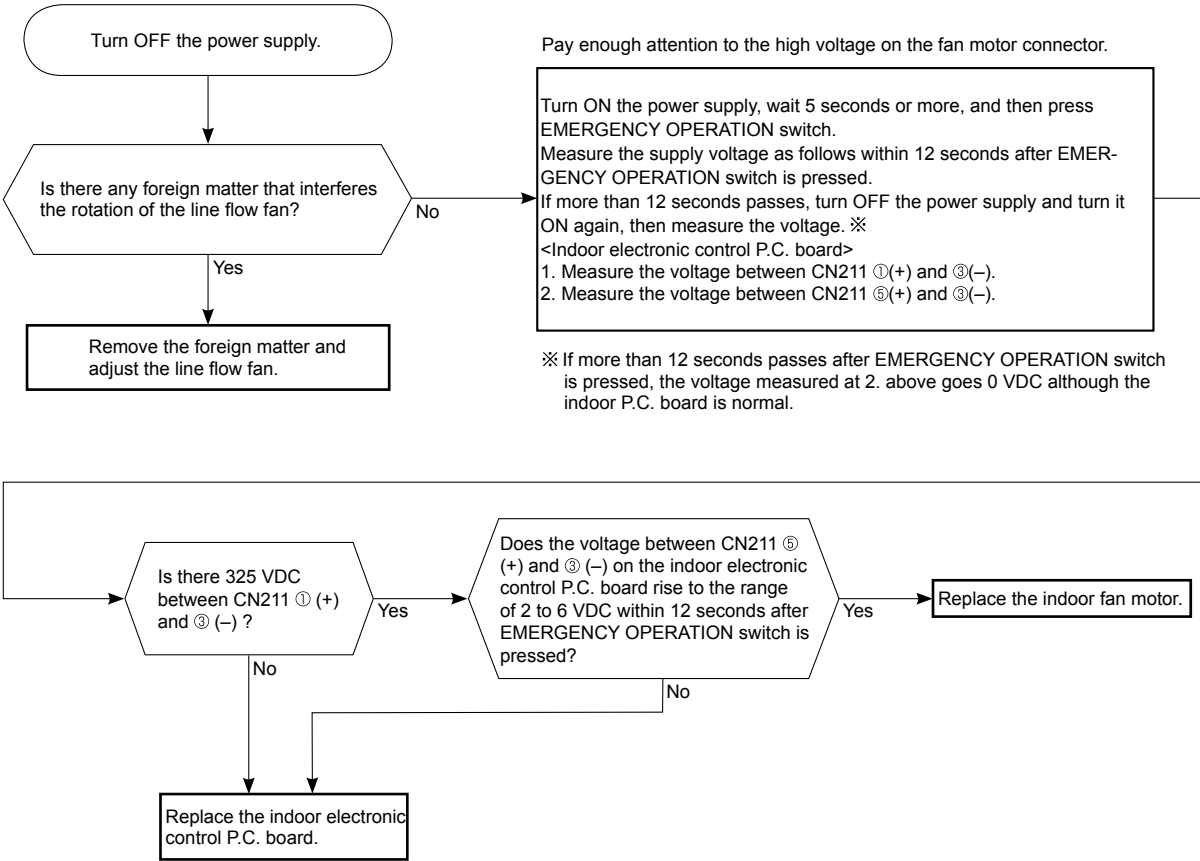 Turn OFF the power supply.
Is there any foreign matter that interferes
the rotation of the line flow fan?
No
Yes
Remove the foreign matter and
adjust the line flow fan.
Pay enough attention to the high voltage on the fan motor connector.
Turn ON the power supply, wait 5 seconds or more, and then press
EMERGENCY OPERATION switch.
Measure the supply voltage as follows within 12 seconds after EMER-
GENCY OPERATION switch is pressed.
If more than 12 seconds passes, turn OFF the power supply and turn it
ON again, then measure the voltage. ※
<Indoor electronic control P.C. board>
1. Measure the voltage between CN211 ①(+) and ③(–).
2. Measure the voltage between CN211 ⑤(+) and ③(–).
※ If more than 12 seconds passes after EMERGENCY OPERATION switch
is pressed, the voltage measured at 2. above goes 0 VDC although the
indoor P.C. board is normal.
Is there 325 VDC
between CN211 ① (+)
and ③ (–) ?
Yes
No
Does the voltage between CN211 ⑤
(+) and ③ (–) on the indoor electronic
control P.C. board rise to the range
of 2 to 6 VDC within 12 seconds after
EMERGENCY OPERATION switch is
pressed?
Yes
No
Replace the indoor fan motor.
Replace the indoor electronic
control P.C. board.